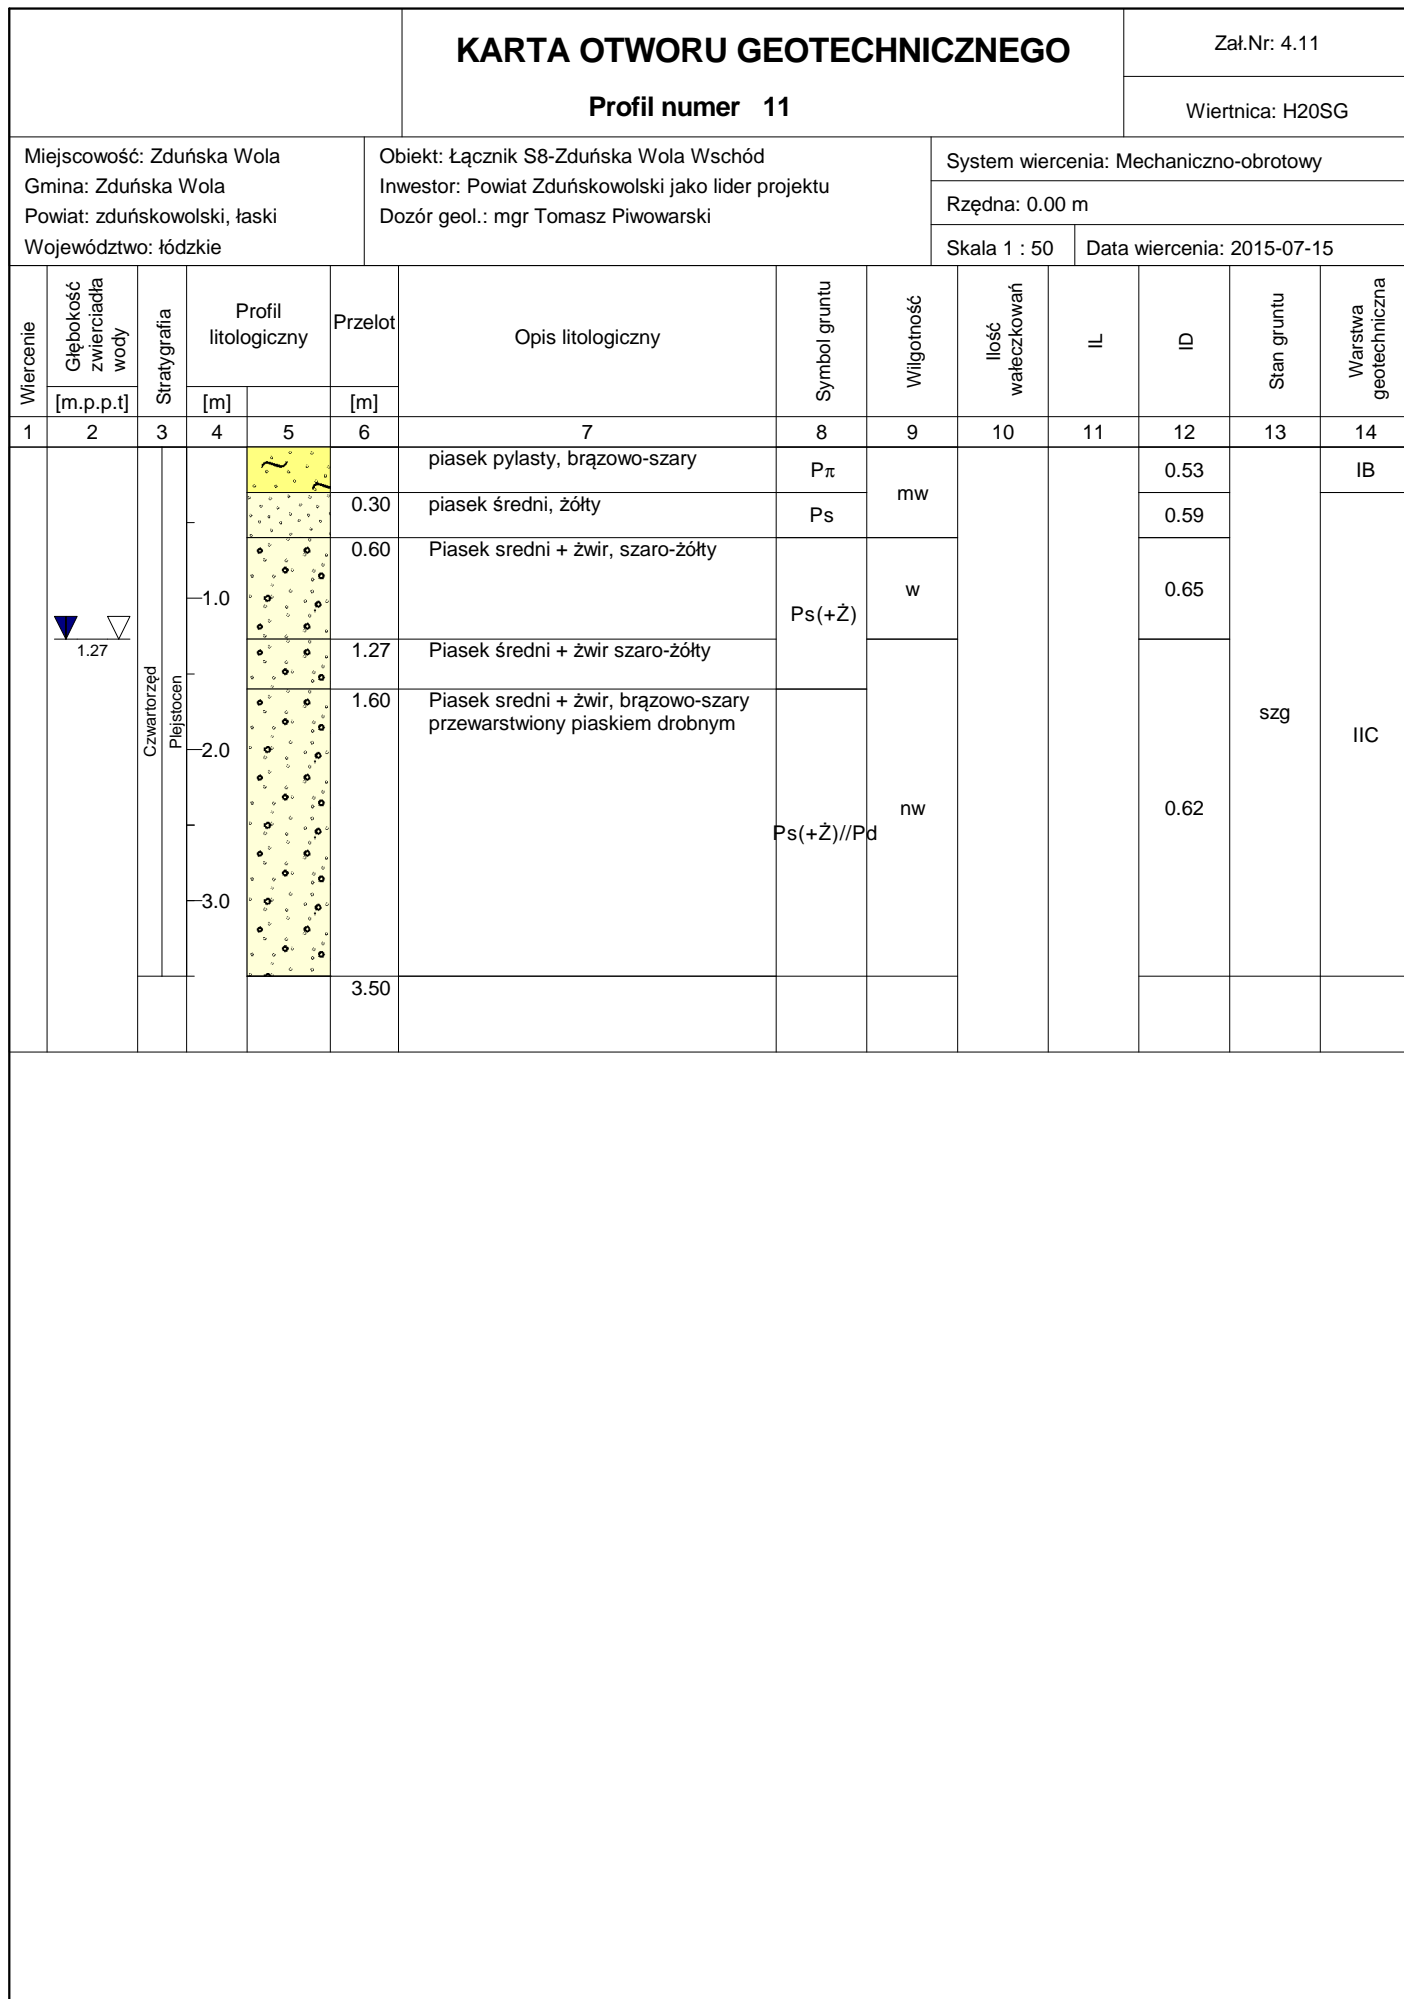 KARTA OTWORU GEOTECHNICZNEGO
Profil numer 11
Zał.Nr: 4.11
Wiertnica: H20SG
Miejscowość: Zduńska Wola
Gmina: Zduńska Wola
Powiat: zduńskowolski, łaski
Województwo: łódzkie
Obiekt: Łącznik S8-Zduńska Wola Wschód
Inwestor: Powiat Zduńskowolski jako lider projektu
Dozór geol.: mgr Tomasz Piwowarski
System wiercenia: Mechaniczno-obrotowy
Rzędna: 0.00 m
Skala 1 : 50
Data wiercenia: 2015-07-15
Wiercenie
Głębokość
zwierciadła
wody
[m.p.p.t]
Stratygrafia
Profil
litologiczny
[m]
Przelot
[m]
Opis litologiczny
Symbol gruntu
Wilgotność
Ilość
wałeczkowań
IL
ID
Stan gruntu
Warstwa
geotechniczna
1 2 3 4 5 6 7 8 9 10 11 12 13 14
piasek pylasty, brązowo-szary
Pπ
mw
0.53
IB
0.30 piasek średni, żółty
Ps
0.59
0.60 Piasek sredni + żwir, szaro-żółty
1.0
Ps(+Ż)
w
0.65
1.27
1.27 Piasek średni + żwir szaro-żółty
Czwartorzęd
Plejstocen
1.60 Piasek sredni + żwir, brązowo-szary
przewarstwiony piaskiem drobnym
szg
IIC
2.0
Ps(+Ż)//Pd
nw
0.62
3.0
3.50